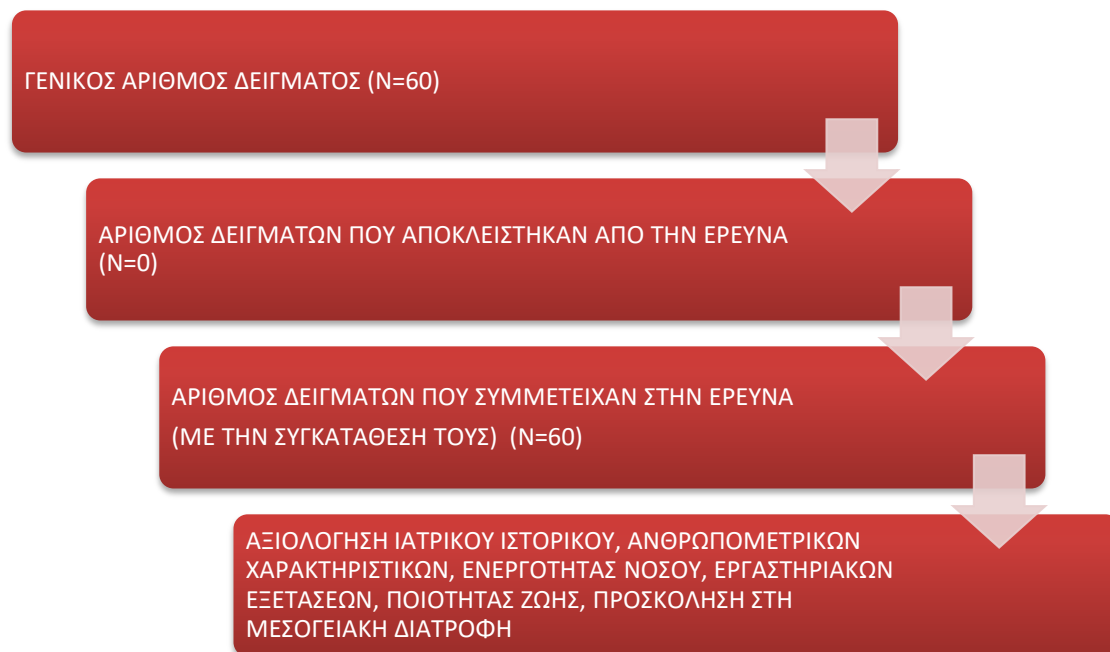 ΓΕΝΙΚΟΣ ΑΡΙΘΜΟΣ ΔΕΙΓΜΑΤΟΣ (Ν=60)
ΑΡΙΘΜΟΣ ΔΕΙΓΜΑΤΩΝ ΠΟΥ ΑΠΟΚΛΕΙΣΤΗΚΑΝ ΑΠΟ ΤΗΝ ΕΡΕΥΝΑ
(Ν=0)
ΑΡΙΘΜΟΣ ΔΕΙΓΜΑΤΩΝ ΠΟΥ ΣΥΜΜΕΤΕΙΧΑΝ ΣΤΗΝ ΕΡΕΥΝΑ
(ΜΕ ΤΗΝ ΣΥΓΚΑΤΑΘΕΣΗ ΤΟΥΣ) (Ν=60)
ΑΞΙΟΛΟΓΗΣΗ ΙΑΤΡΙΚΟΥ ΙΣΤΟΡΙΚΟΥ, ΑΝΘΡΩΠΟΜΕΤΡΙΚΩΝ
ΧΑΡΑΚΤΗΡΙΣΤΙΚΩΝ, ΕΝΕΡΓΟΤΗΤΑΣ ΝΟΣΟΥ, ΕΡΓΑΣΤΗΡΙΑΚΩΝ
ΕΞΕΤΑΣΕΩΝ, ΠΟΙΟΤΗΤΑΣ ΖΩΗΣ, ΠΡΟΣΚΟΛΗΣΗ ΣΤΗ
ΜΕΣΟΓΕΙΑΚΗ ΔΙΑΤΡΟΦΗ